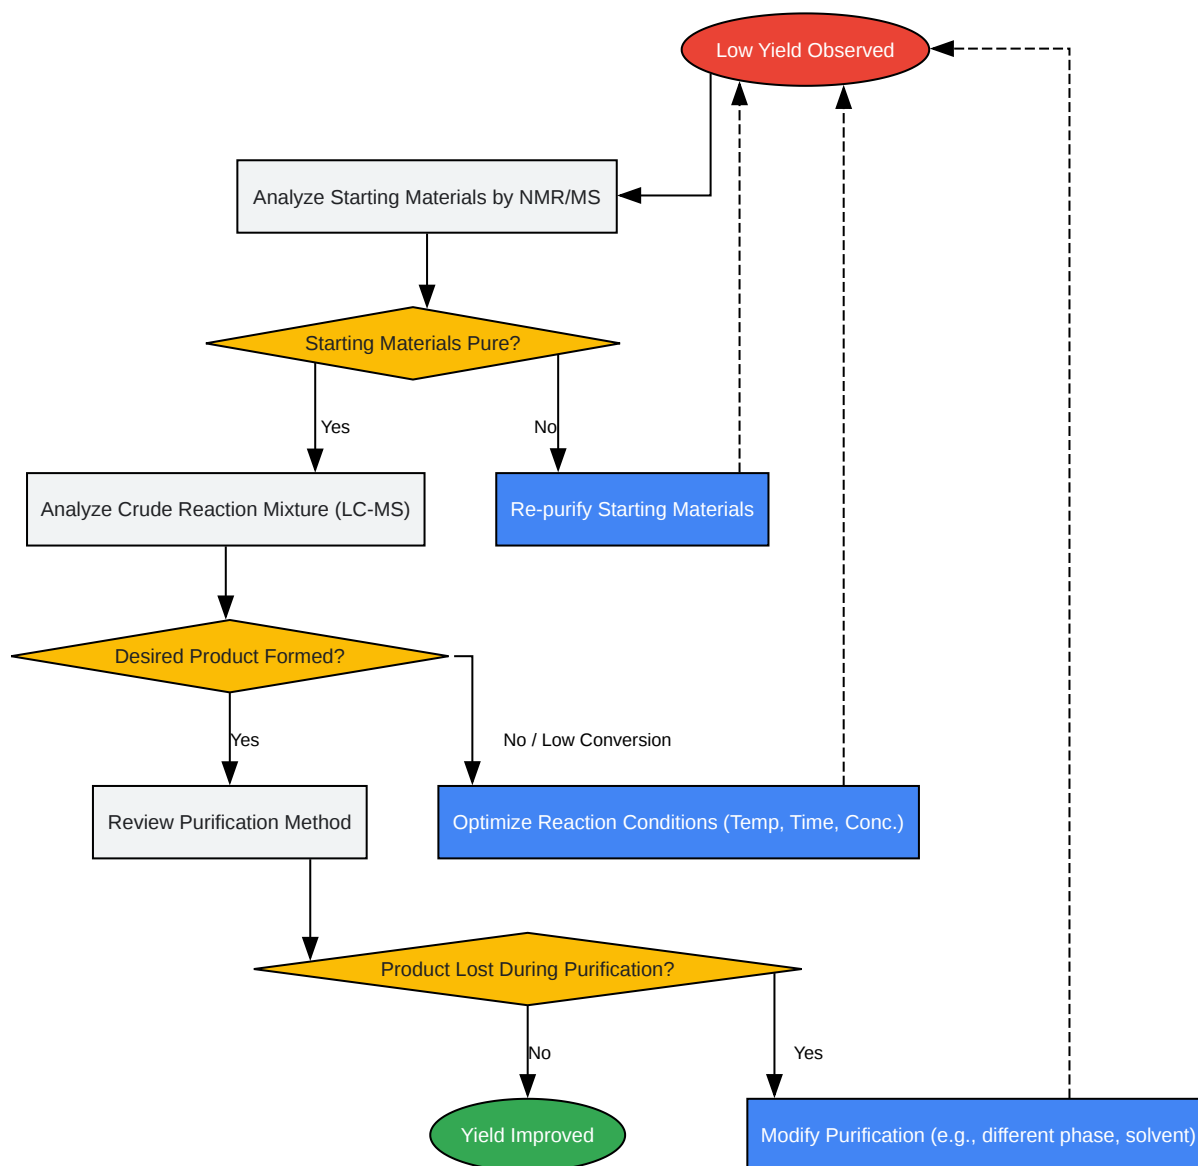 Low Yield Observed
Analyze Starting Materials by NMR/MS
Starting Materials Pure?
Yes
No
Analyze Crude Reaction Mixture (LC-MS)
Re-purify Starting Materials
Desired Product Formed?
Yes
No / Low Conversion
Review Purification Method
Optimize Reaction Conditions (Temp, Time, Conc.)
Product Lost During Purification?
No
Yes
Yield Improved
Modify Purification (e.g., different phase, solvent)